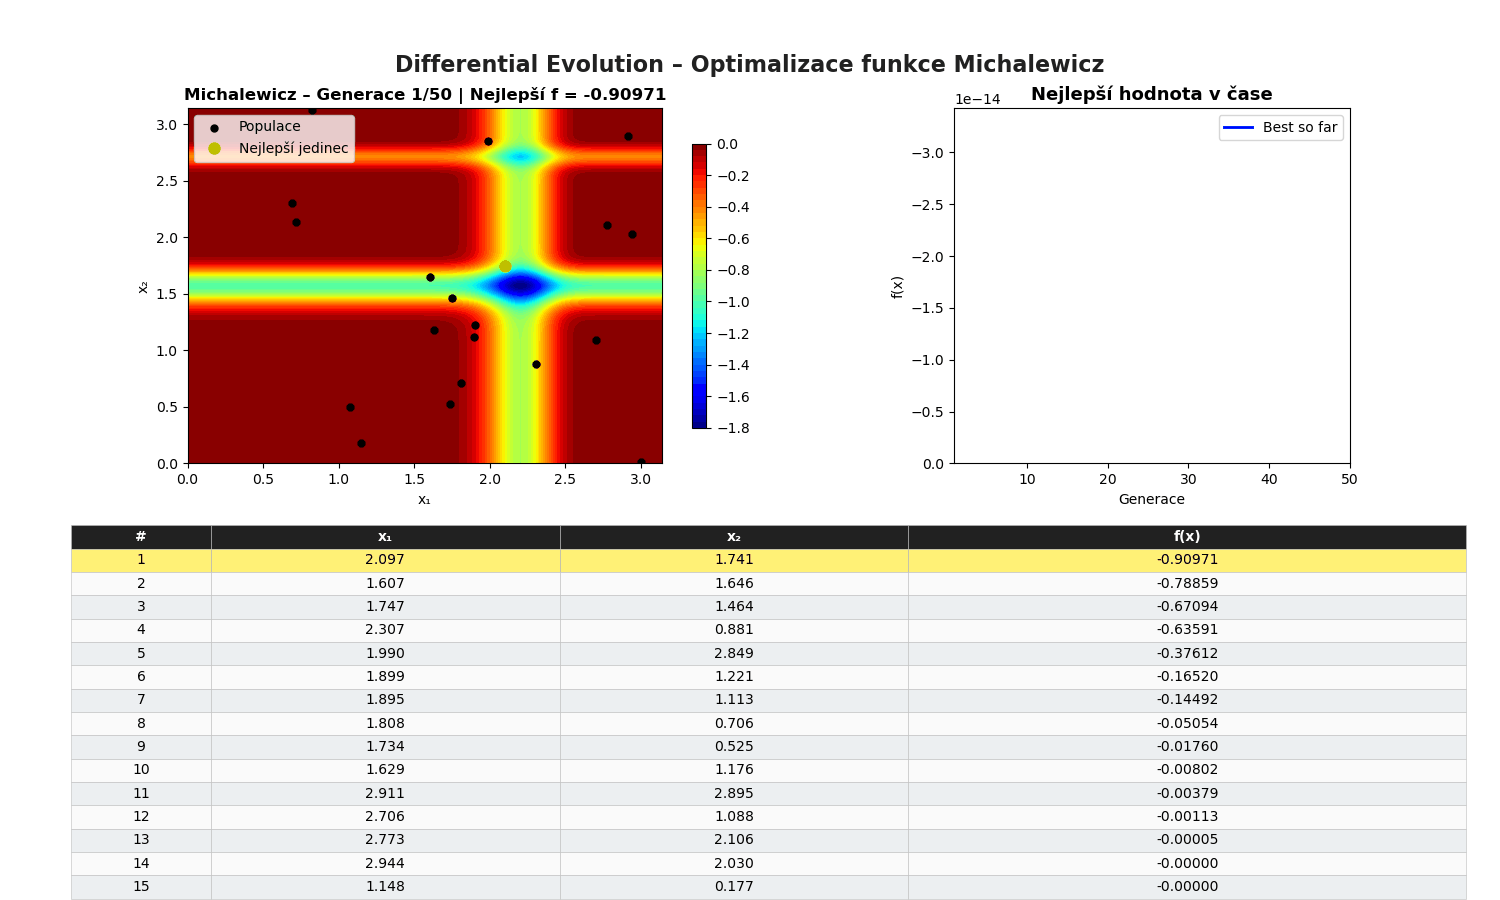 Differential Evolution – Optimalizace funkce Michalewicz
Michalewicz – Generace 1/50 | Nejlepší f = -0.90971
Populace
Nejlepší jedinec
3.0
2.5
2.0
1.5
1.0
0.5
0.0
x₂
0.0 0.5 1.0 1.5 2.0 2.5 3.0
x₁
0.0
−0.2
−0.4
−0.6
−0.8
−1.0
−1.2
−1.4
−1.6
−1.8
Nejlepší hodnota v čase
1e−14
Best so far
−3.0
−2.5
−2.0
−1.5
−1.0
−0.5
0.0
f(x)
10 20 30 40 50
Generace
# x₁ x₂ f(x)
1 2.097 1.741 -0.90971
2 1.607 1.646 -0.78859
3 1.747 1.464 -0.67094
4 2.307 0.881 -0.63591
5 1.990 2.849 -0.37612
6 1.899 1.221 -0.16520
7 1.895 1.113 -0.14492
8 1.808 0.706 -0.05054
9 1.734 0.525 -0.01760
10 1.629 1.176 -0.00802
11 2.911 2.895 -0.00379
12 2.706 1.088 -0.00113
13 2.773 2.106 -0.00005
14 2.944 2.030 -0.00000
15 1.148 0.177 -0.00000